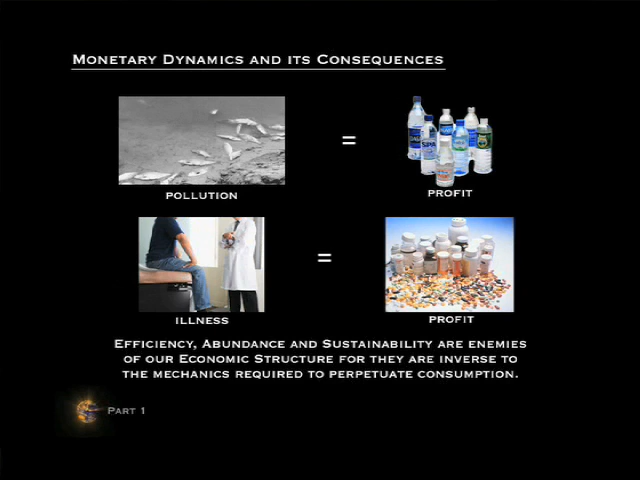 Monetary Dynamics and its Consequences
=
Pollution
Profit
=
Illness
Profit
Efficiency, Abundance and Sustainability are enemies
of our Economic Structure for they are inverse to
the mechanics required to perpetuate consumption.
Part 1